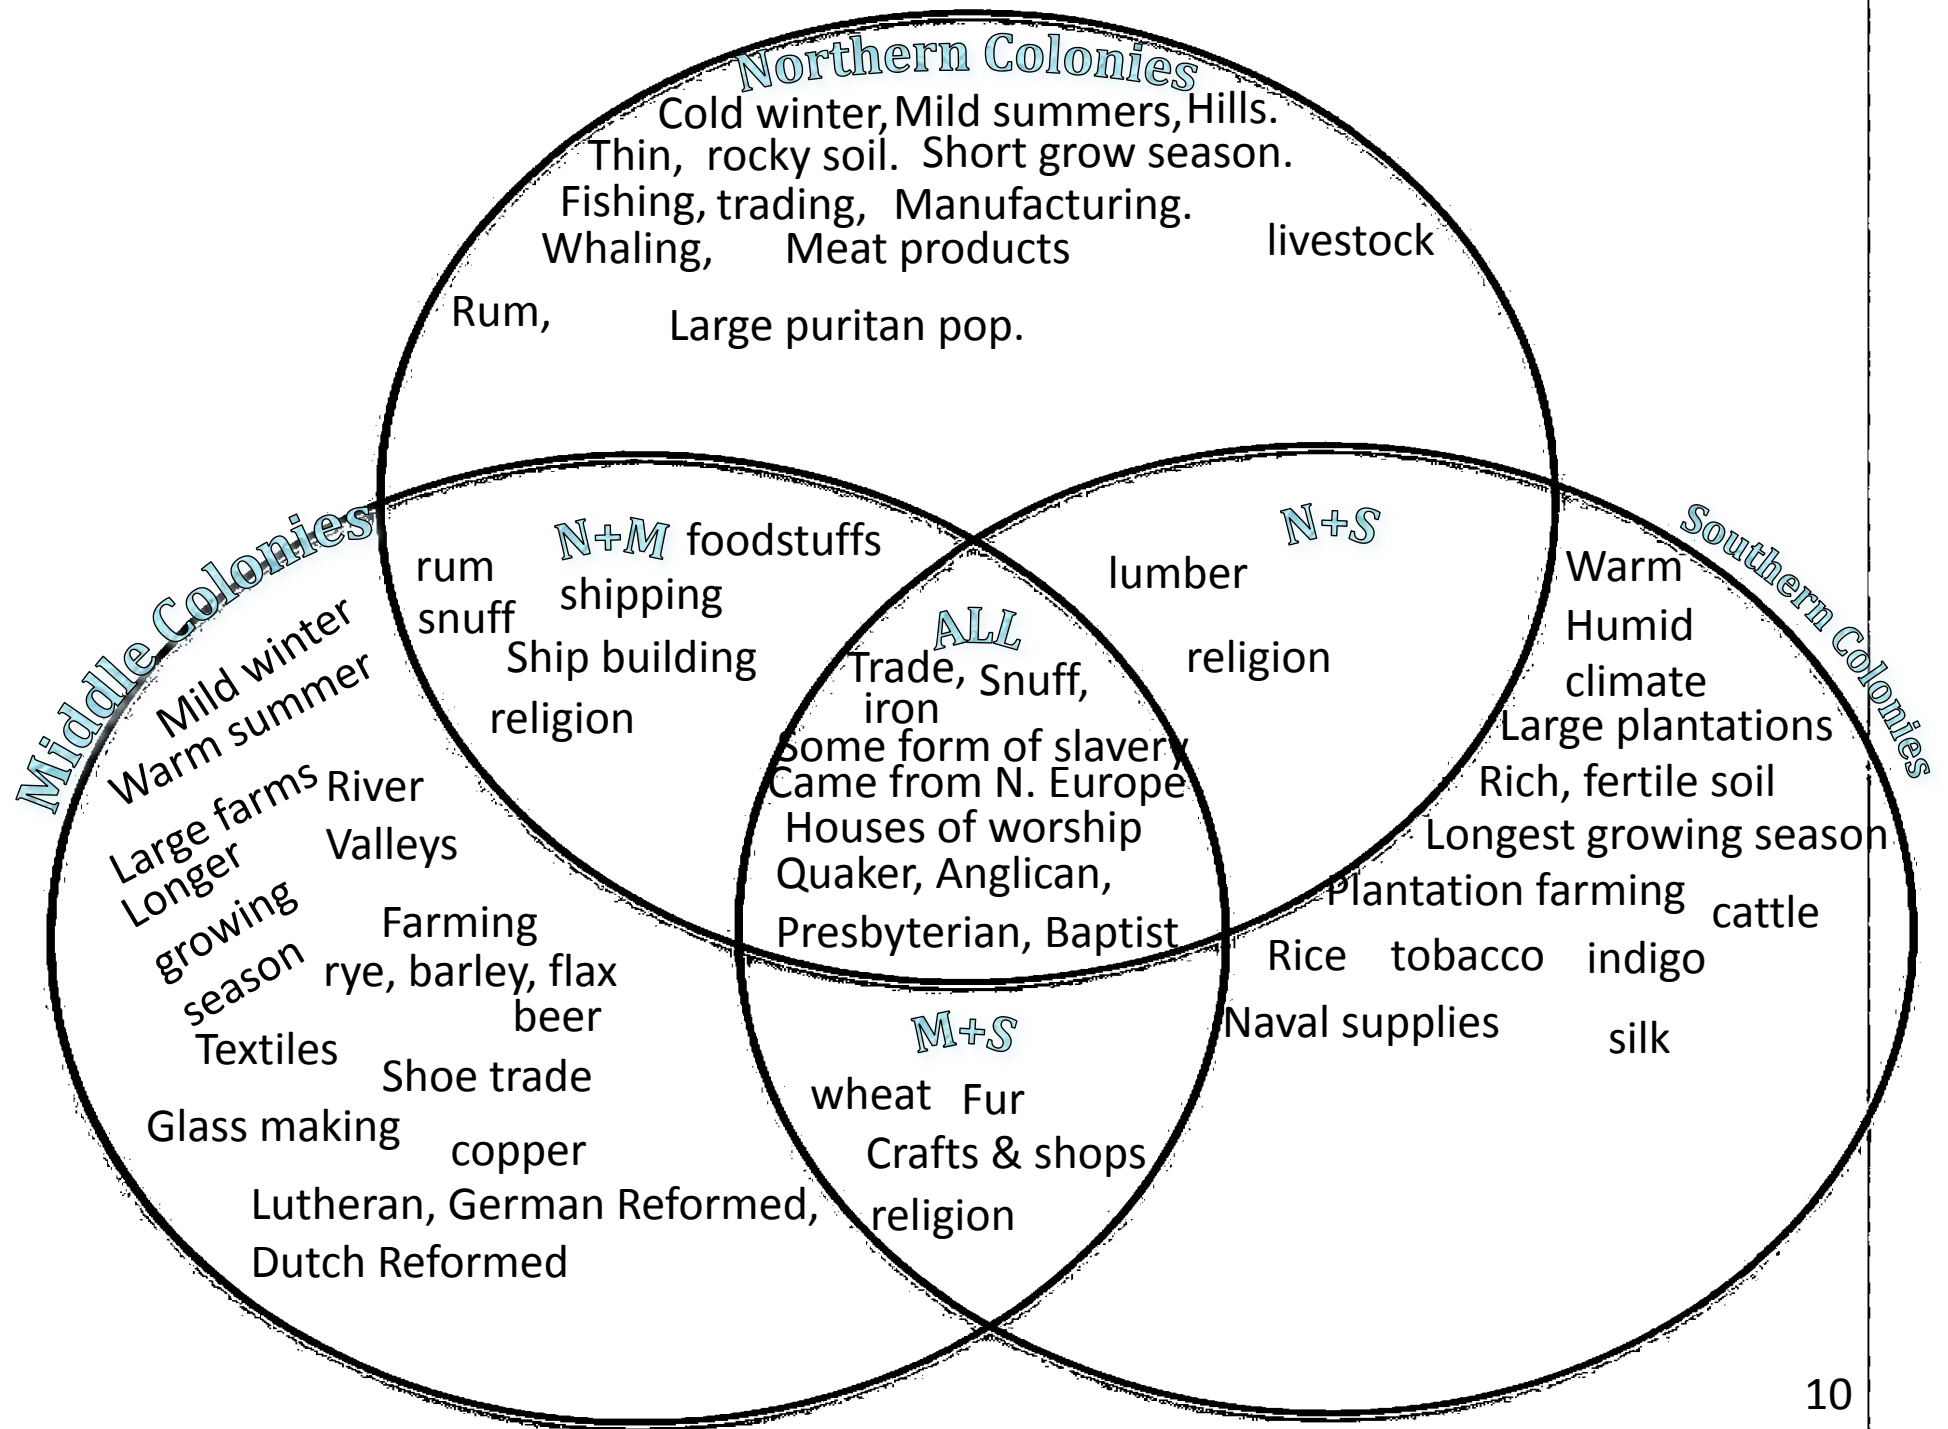 Northern Colonies
Cold winter, Mild summers, Hills.
Thin, rocky soil. Short grow season.
Fishing, trading, Manufacturing.
Whaling, Meat products
livestock
Rum,
Large puritan pop.
Middle Colonies
Mild winter
Warm summer
Large farms
Longer
growing
season
River
Valleys
Farming
rye, barley, flax
beer
Textiles
Shoe trade
Glass making
copper
Lutheran, German Reformed,
Dutch Reformed
N+M
foodstuffs
rum
shipping
snuff
Ship building
religion
ALL
Trade, Snuff,
iron
Some form of slavery
Came from N. Europe
Houses of worship
Quaker, Anglican,
Presbyterian, Baptist
N+S
lumber
religion
M+S
wheat Fur
Crafts & shops
religion
Southern Colonies
Warm
Humid
climate
Large plantations
Rich, fertile soil
Longest growing season
Plantation farming
cattle
Rice tobacco indigo
Naval supplies
silk
10